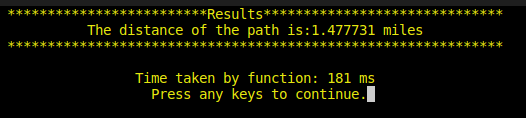 *************************Results******************************
The distance of the path is:1.477731 miles
**************************************************************
Time taken by function: 181 ms
Press any keys to continue.